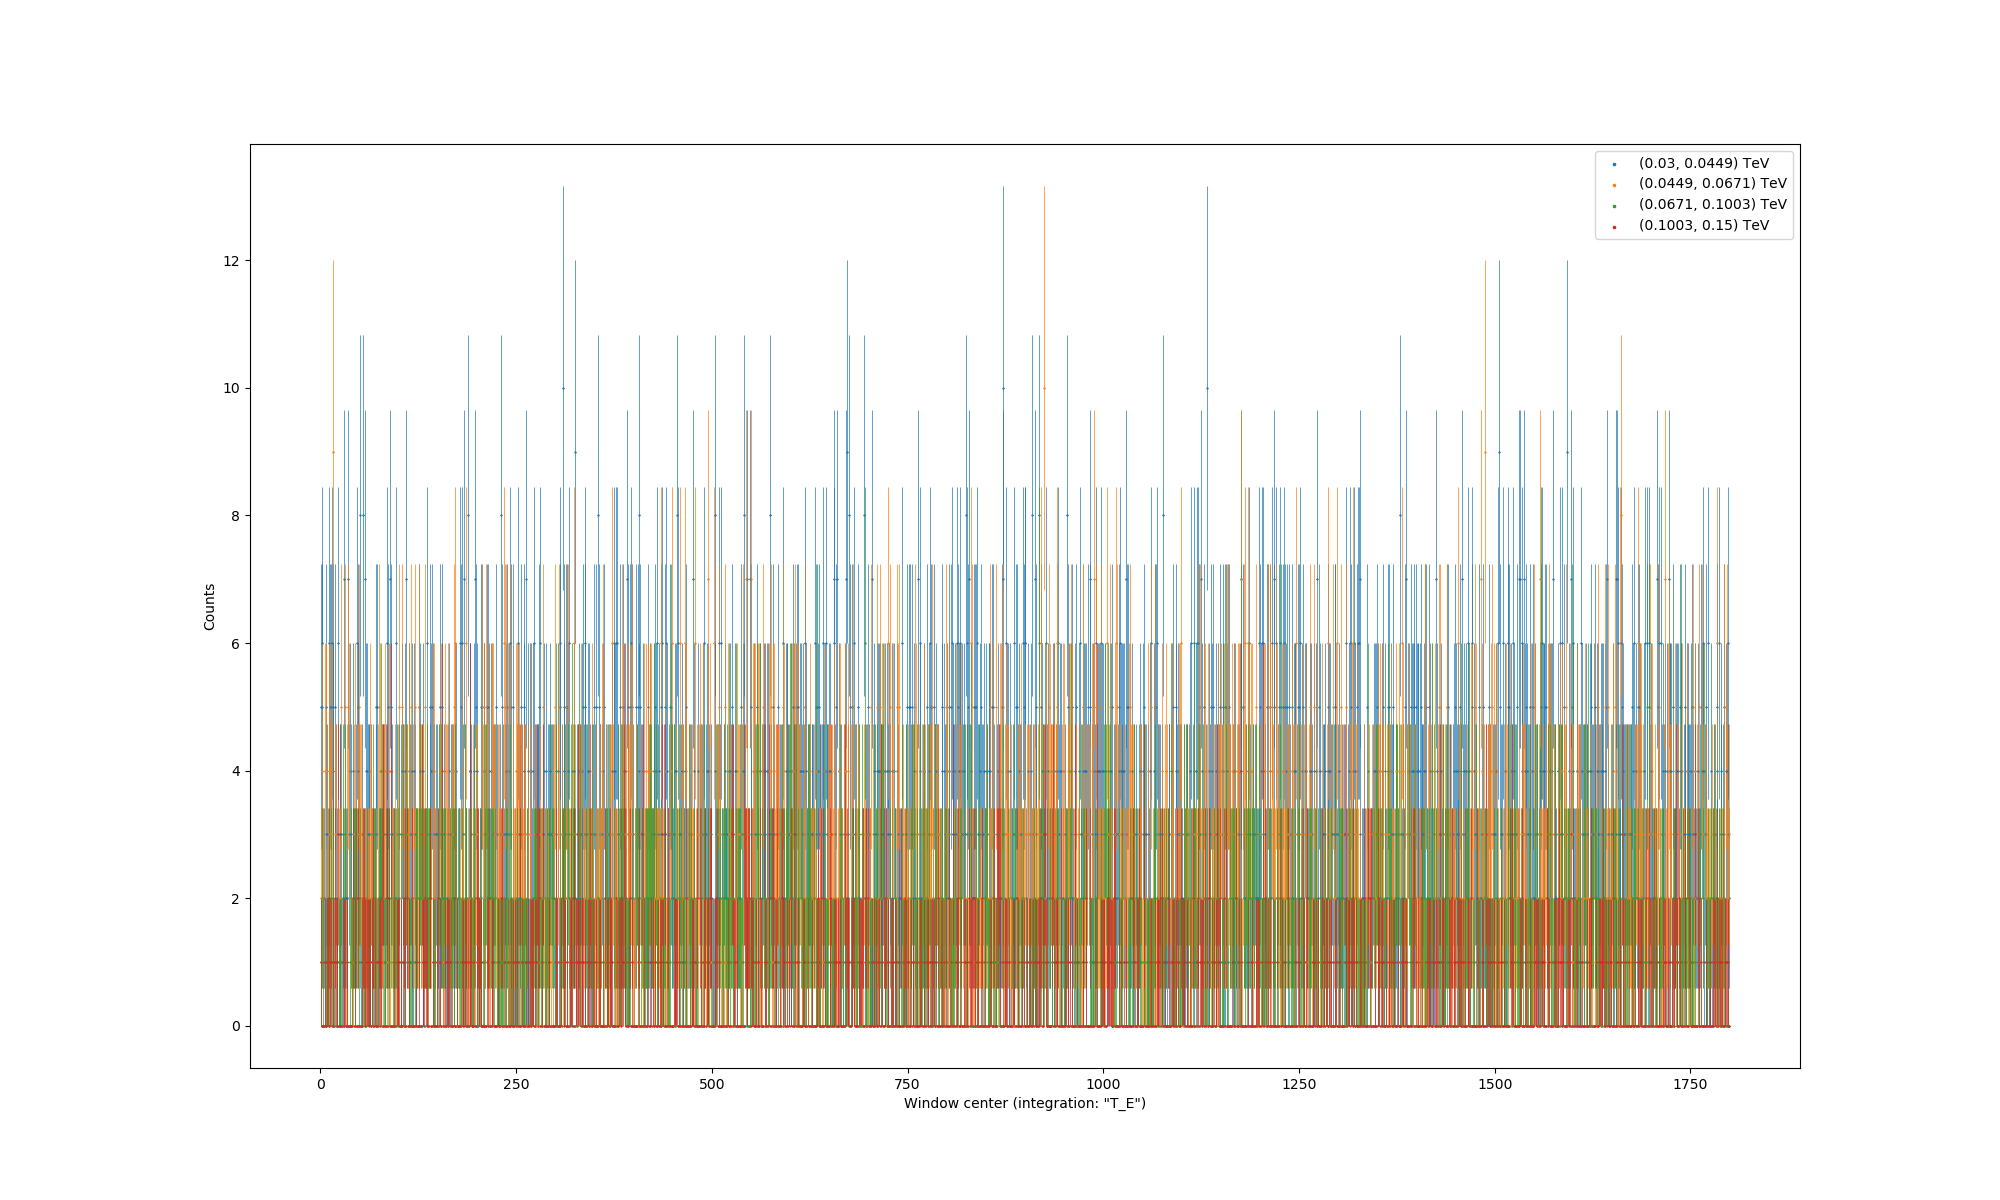 (0.03, 0.0449) TeV
(0.0449, 0.0671) TeV
(0.0671, 0.1003) TeV
(0.1003, 0.15) TeV
12
10
8
6
4
2
0
Counts
0 250 500 750 1000 1250 1500 1750
Window center (integration: "T_E")